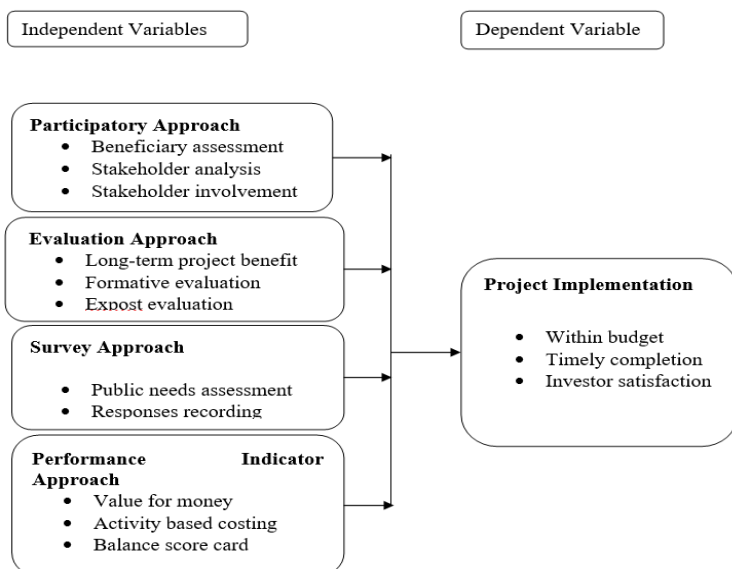 Independent Variables
Dependent Variable
Participatory Approach
• Beneficiary assessment
• Stakeholder analysis
• Stakeholder involvement
Evaluation Approach
• Long-term project benefit
• Formative evaluation
• Expost evaluation
Survey Approach
• Public needs assessment
• Responses recording
Performance Indicator
Approach
• Value for money
• Activity based costing
• Balance score card
Project Implementation
• Within budget
• Timely completion
• Investor satisfaction